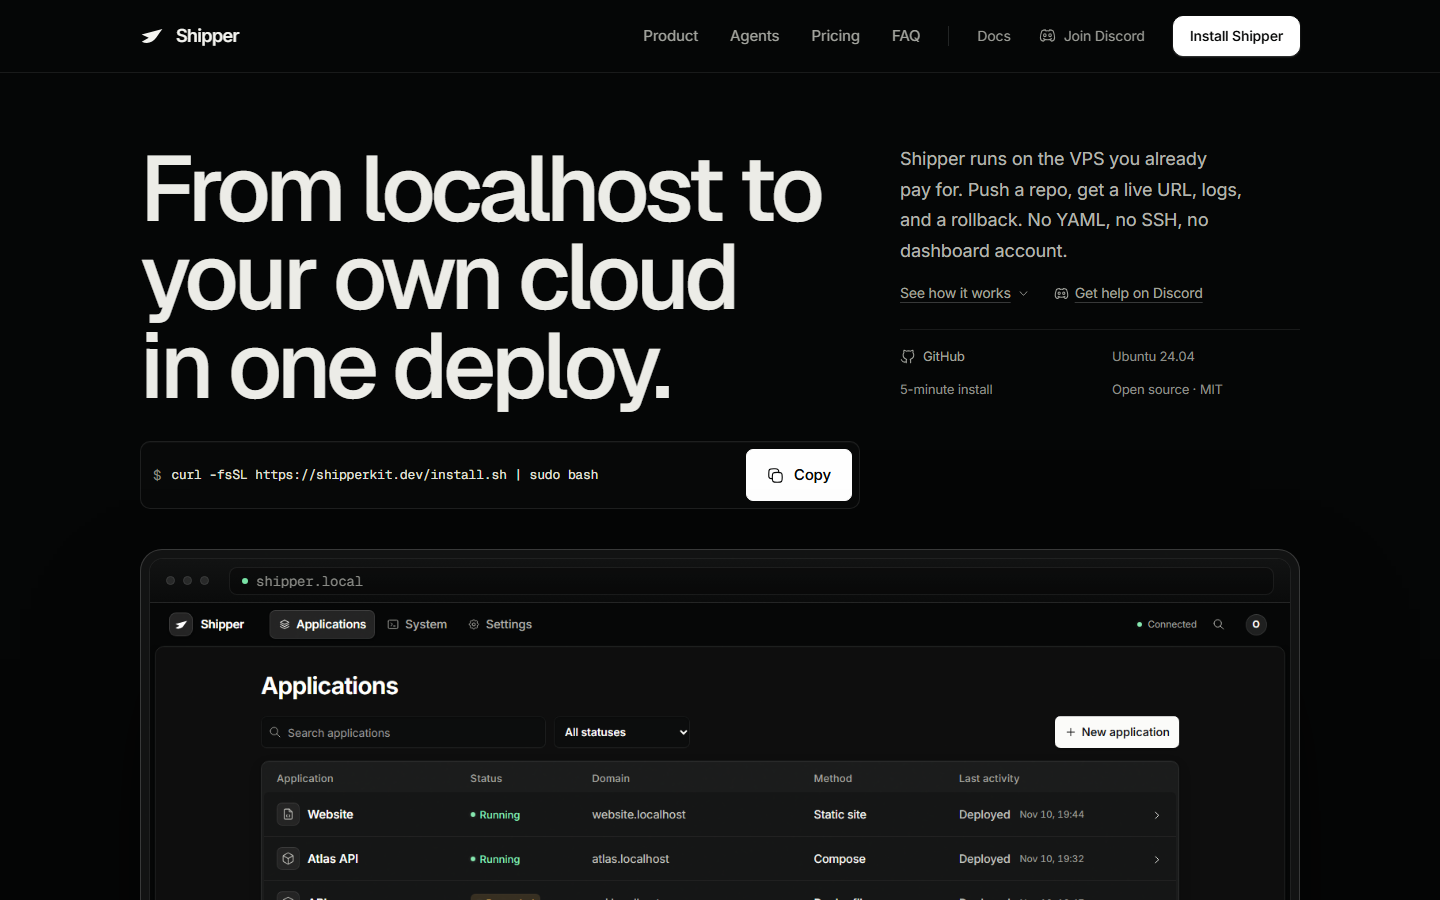 Shipper
Product
Agents
Pricing
FAQ
Docs
Join Discord
Install Shipper
From localhost to
your own cloud
in one deploy.
Shipper runs on the VPS you already
pay for. Push a repo, get a live URL, logs,
and a rollback. No YAML, no SSH, no
dashboard account.
See how it works
Get help on Discord
GitHub
Ubuntu 24.04
5-minute install
Open source · MIT
$ curl -fsSL https://shipperkit.dev/install.sh | sudo bash
Copy
shipper.local
Shipper
Applications
System
Settings
Connected
O
Applications
Search applications
All statuses
+ New application
Application Status Domain Method Last activity
Website Running website.localhost Static site Deployed Nov 10, 19:44
Atlas API Running atlas.localhost Compose Deployed Nov 10, 19:32